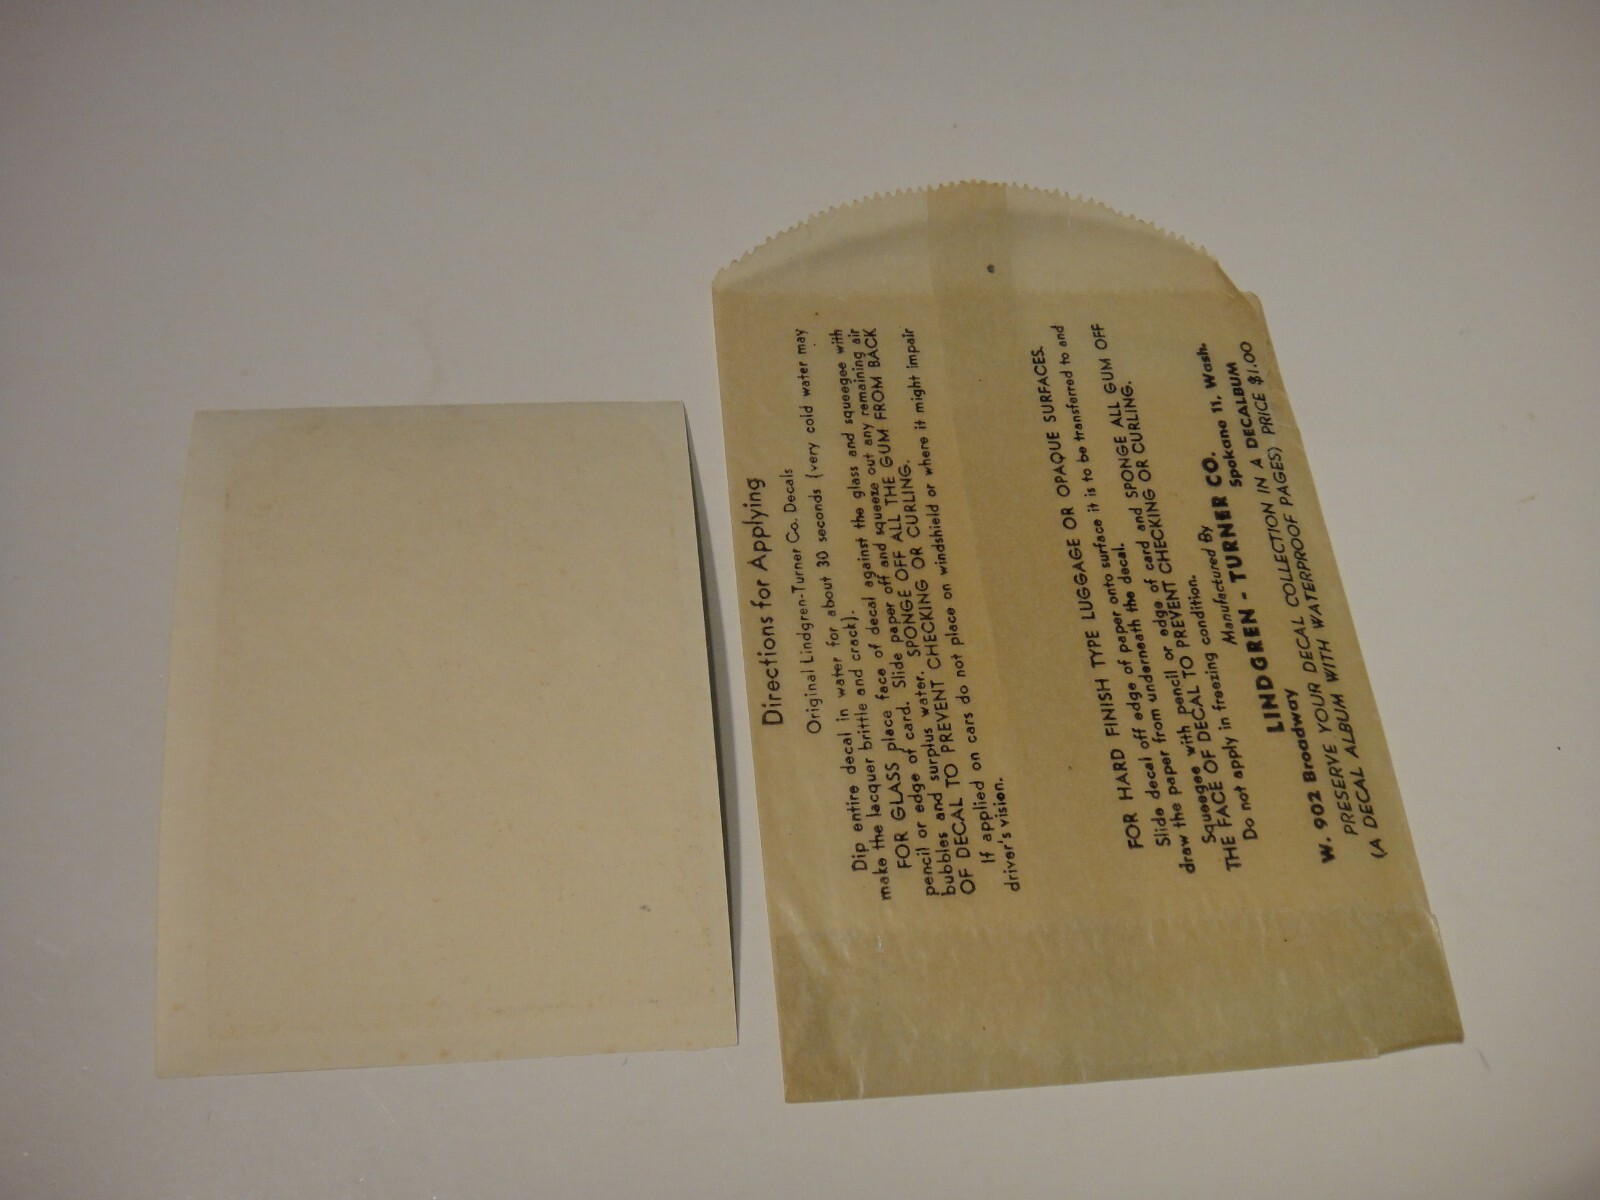 Directions for Applying
Original Lindgren-Turner Co. Decals
Dip entire decal in water for about 30 seconds (very cold water may
make the lacquer brittle and crack).
FOR GLASS place face of decal against the glass and squeegee with
pencil or edge of card. Slide paper off and squeeze out any remaining air
bubbles and surplus water. SPONGE OFF ALL THE GUM FROM BACK
OF DECAL TO PREVENT CHECKING OR CURLING.
If applied on cars do not place on windshield or where it might impair
driver's vision.
FOR HARD FINISH TYPE LUGGAGE OR OPAQUE SURFACES.
Slide decal off edge of paper onto surface it is to be transferred to and
draw the paper from underneath the decal.
Squeegee with pencil or edge of card and SPONGE ALL GUM OFF
THE FACE OF DECAL TO PREVENT CHECKING OR CURLING.
Do not apply in freezing condition.
Manufactured By
LINDGREN - TURNER CO.
W. 902 Broadway Spokane 11, Wash.
PRESERVE YOUR DECAL COLLECTION IN A DECALBUM
(A DECAL ALBUM WITH WATERPROOF PAGES) PRICE $1.00